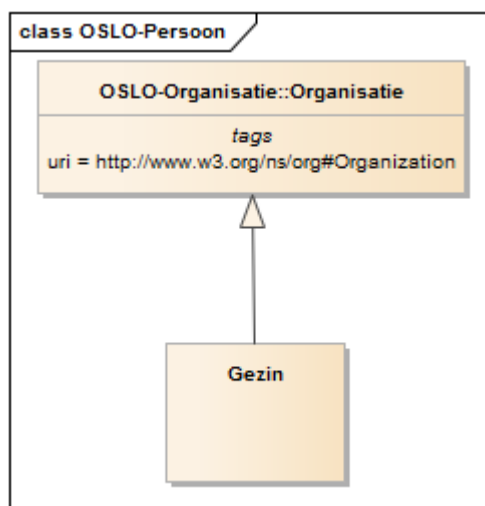 class OSLO-Persoon
OSLO-Organisatie::Organisatie
tags
uri = http://www.w3.org/ns/org#Organization
Gezin